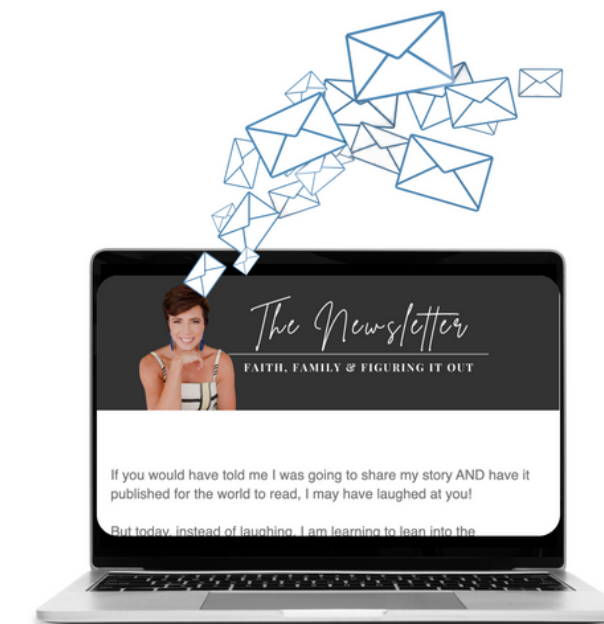 The Newsletter
FAITH, FAMILY & FIGURING IT OUT
If you would have told me I was going to share my story AND have it
published for the world to read, I may have laughed at you!
But today, instead of laughing, I am learning to lean into the